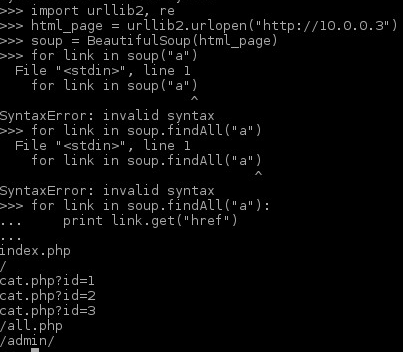 >>> import urllib2, re
>>> html_page = urllib2.urlopen("http://10.0.0.3")
>>> soup = BeautifulSoup(html_page)
>>> for link in soup("a")
  File "<stdin>", line 1
    for link in soup("a")
                        ^
SyntaxError: invalid syntax
>>> for link in soup.findAll("a")
  File "<stdin>", line 1
    for link in soup.findAll("a")
                                ^
SyntaxError: invalid syntax
>>> for link in soup.findAll("a"):
...     print link.get("href")
...
index.php
/
cat.php?id=1
cat.php?id=2
cat.php?id=3
/all.php
/admin/